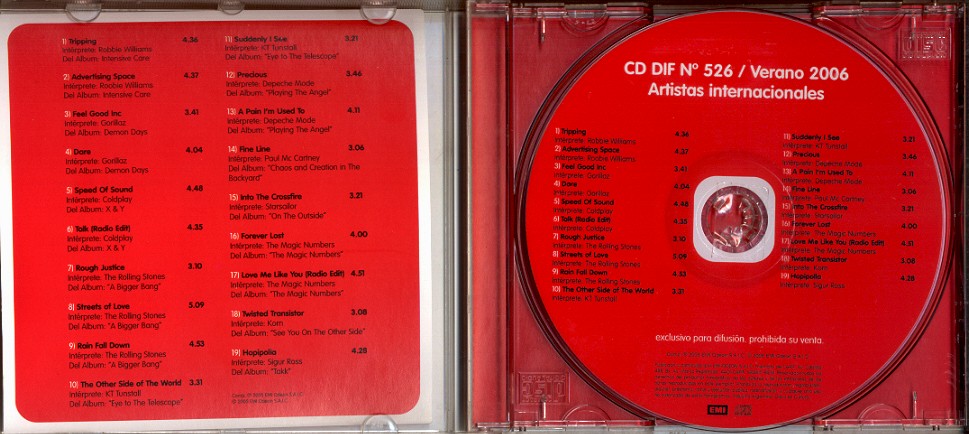 1) Tripping 4.36
Intérprete: Robbie Williams
Del Album: Intensive Care
2) Advertising Space 4.37
Intérprete: Robbie Williams
Del Album: Intensive Care
3) Feel Good Inc 3.41
Intérprete: Gorillaz
Del Album: Demon Days
4) Dare 4.04
Intérprete: Gorillaz
Del Album: Demon Days
5) Speed Of Sound 4.48
Intérprete: Coldplay
Del Album: X & Y
6) Talk (Radio Edit) 4.35
Intérprete: Coldplay
Del Album: X & Y
7) Rough Justice 3.10
Intérprete: The Rolling Stones
Del Album: "A Bigger Bang"
8) Streets of Love 5.09
Intérprete: The Rolling Stones
Del Album: "A Bigger Bang"
9) Rain Fall Down 4.53
Intérprete: The Rolling Stones
Del Album: "A Bigger Bang"
10) The Other Side of The World 3.31
Intérprete: KT Tunstall
Del Album: "Eye to The Telescope"
11) Suddenly I See 3.21
Intérprete: KT Tunstall
Del Album: "Eye to The Telescope"
12) Precious 3.46
Intérprete: Depeche Mode
Del Album: "Playing The Angel"
13) A Pain I'm Used To 4.11
Intérprete: Depeche Mode
Del Album: "Playing The Angel"
14) Fine Line 3.06
Intérprete: Paul Mc Cartney
Del Album: "Chaos and Creation in The
Backyard"
15) Into The Crossfire 3.21
Intérprete: Starsailor
Del Album: "On The Outside"
16) Forever Lost 4.00
Intérprete: The Magic Numbers
Del Album: "The Magic Numbers"
17) Love Me Like You (Radio Edit) 4.51
Intérprete: The Magic Numbers
Del Album: "The Magic Numbers"
18) Twisted Transistor 3.08
Intérprete: Korn
Del Album: "See You On The Other Side"
19) Hopipolla 4.28
Intérprete: Sigur Ross
Del Album: "Takk"
CD DIF Nº 526 / Verano 2006
Artistas internacionales
1) Tripping 4.36
Intérprete: Robbie Williams
2) Advertising Space 4.37
Intérprete: Robbie Williams
3) Feel Good Inc 3.41
Intérprete: Gorillaz
4) Dare 4.04
Intérprete: Gorillaz
5) Speed Of Sound 4.48
Intérprete: Coldplay
6) Talk (Radio Edit) 4.35
Intérprete: Coldplay
7) Rough Justice 3.10
Intérprete: The Rolling Stones
8) Streets of Love 5.09
Intérprete: The Rolling Stones
9) Rain Fall Down 4.53
Intérprete: The Rolling Stones
10) The Other Side of The World 3.31
Intérprete: KT Tunstall
11) Suddenly I See 3.21
Intérprete: KT Tunstall
12) Precious 3.46
Intérprete: Depeche Mode
13) A Pain I'm Used To 4.11
Intérprete: Depeche Mode
14) Fine Line 3.06
Intérprete: Paul Mc Cartney
15) Into The Crossfire 3.21
Intérprete: Starsailor
16) Forever Lost 4.00
Intérprete: The Magic Numbers
17) Love Me Like You (Radio Edit) 4.51
Intérprete: The Magic Numbers
18) Twisted Transistor 3.08
Intérprete: Korn
19) Hopipolla 4.28
Intérprete: Sigur Ross
exclusivo para difusión. prohibida su venta.
EMI